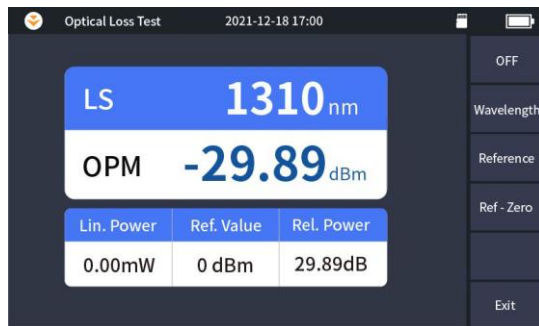 Optical Loss Test 2021-12-18 17:00
OFF
LS 1310nm
Wavelength
OPM -29.89dBm
Reference
Ref - Zero
Lin. Power Ref. Value Rel. Power
0.00mW 0 dBm 29.89dB
Exit